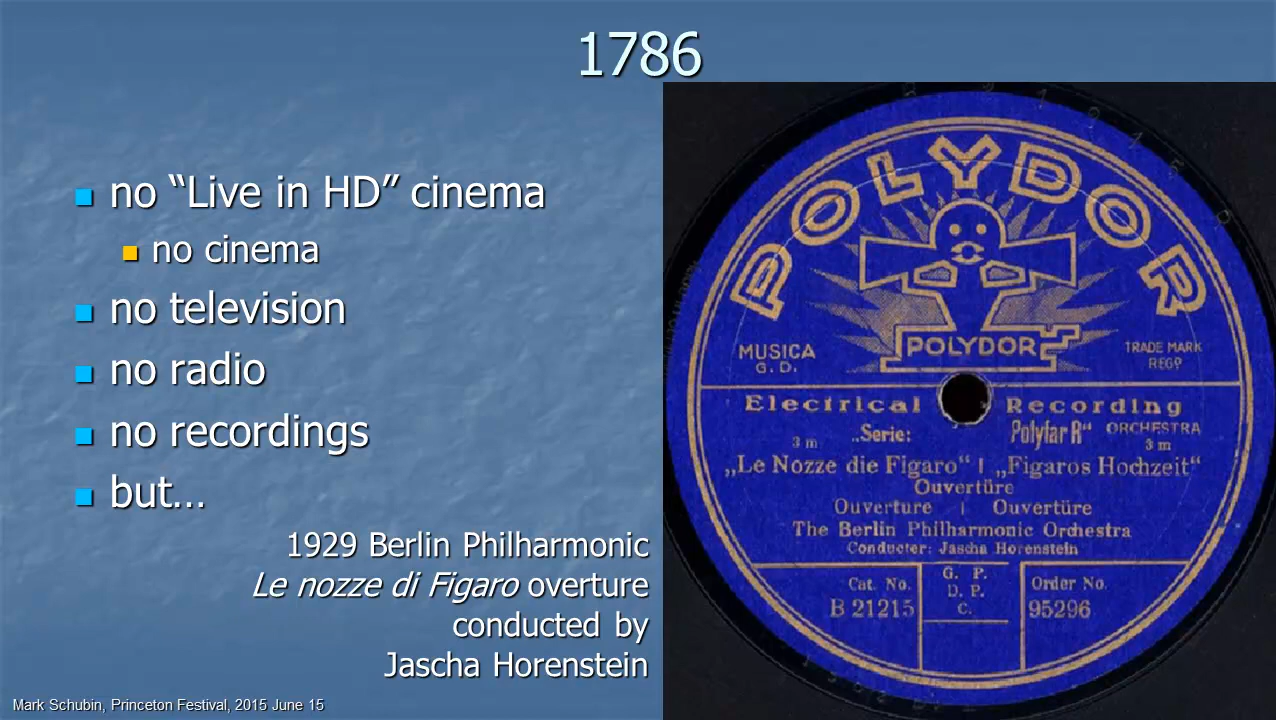 1786
no “Live in HD” cinema
no cinema
no television
no radio
no recordings
but…
1929 Berlin Philharmonic
Le nozze di Figaro overture
conducted by
Jascha Horenstein
Mark Schubin, Princeton Festival, 2015 June 15
POLYDOR
POLYDOR
MUSICA
G. D.
TRADE MARK
REGD
Electrical Recording
„Serie: Polyfar R“ ORCHESTRA
3 m 3 m
„Le Nozze die Figaro“ | „Figaros Hochzeit“
Ouvertüre
Ouverture | Ouvertüre
The Berlin Philharmonic Orchestra
Conducter: Jascha Horenstein
Cat. No.
B 21215
G. P.
D. P.
C.
Order No.
95296